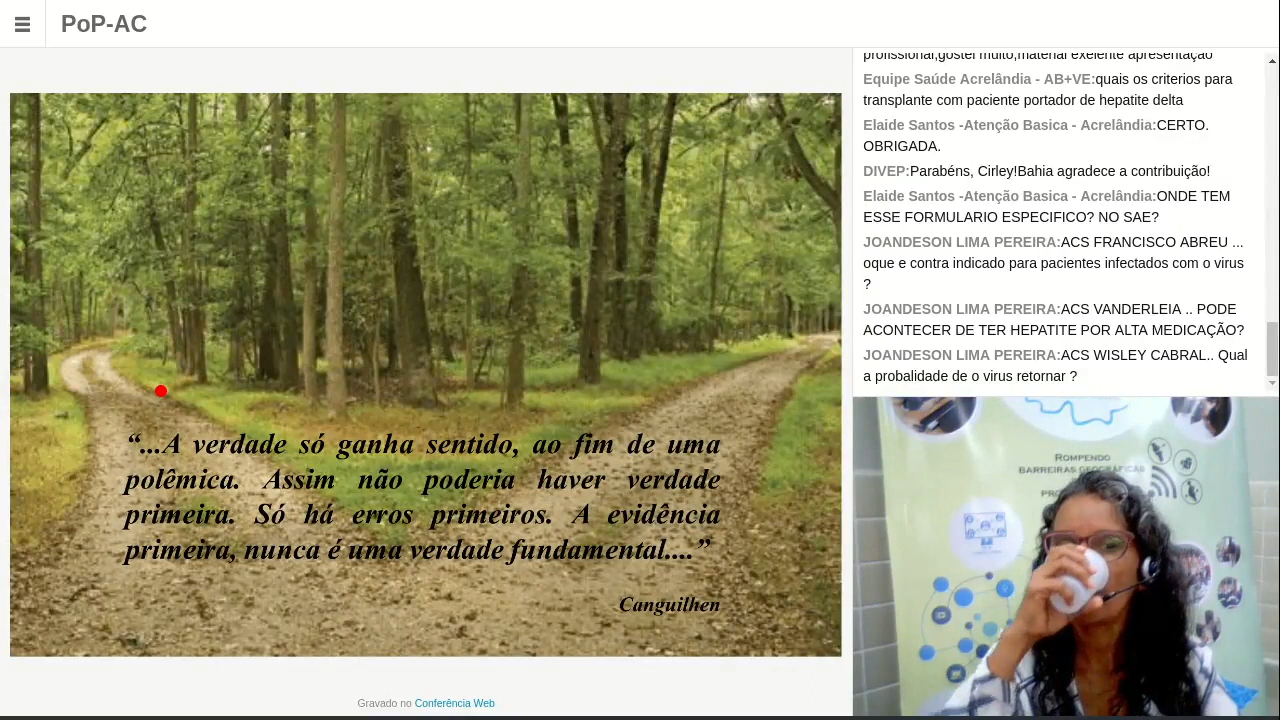 PoP-AC
“...A verdade só ganha sentido, ao fim de uma
polêmica. Assim não poderia haver verdade
primeira. Só há erros primeiros. A evidência
primeira, nunca é uma verdade fundamental....”
Canguilhen
Gravado no Conferência Web
profissional,gostei muito,material exelente apresentação
Equipe Saúde Acrelândia - AB+VE:quais os criterios para
transplante com paciente portador de hepatite delta
Elaide Santos -Atenção Basica - Acrelândia:CERTO.
OBRIGADA.
DIVEP:Parabéns, Cirley!Bahia agradece a contribuição!
Elaide Santos -Atenção Basica - Acrelândia:ONDE TEM
ESSE FORMULARIO ESPECIFICO? NO SAE?
JOANDESON LIMA PEREIRA:ACS FRANCISCO ABREU ...
oque e contra indicado para pacientes infectados com o virus
?
JOANDESON LIMA PEREIRA:ACS VANDERLEIA .. PODE
ACONTECER DE TER HEPATITE POR ALTA MEDICAÇÃO?
JOANDESON LIMA PEREIRA:ACS WISLEY CABRAL.. Qual
a probalidade de o virus retornar ?
ROMPENDO
BARREIRAS GEOGRÁFICAS